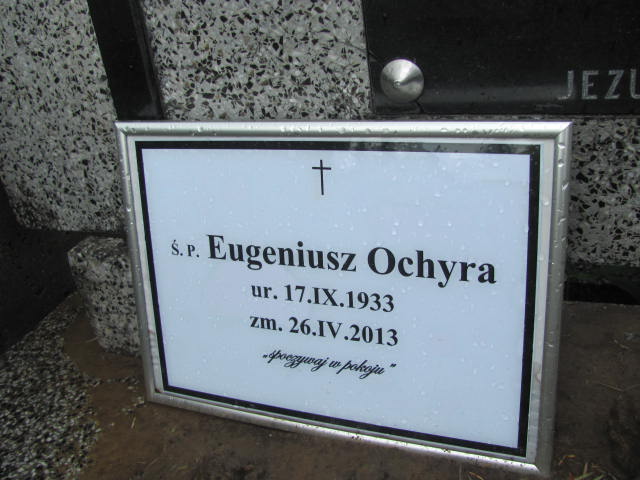 JEZU
Ś. P. Eugeniusz Ochyra
ur. 17.IX.1933
zm. 26.IV.2013
„spoczywaj w pokoju”